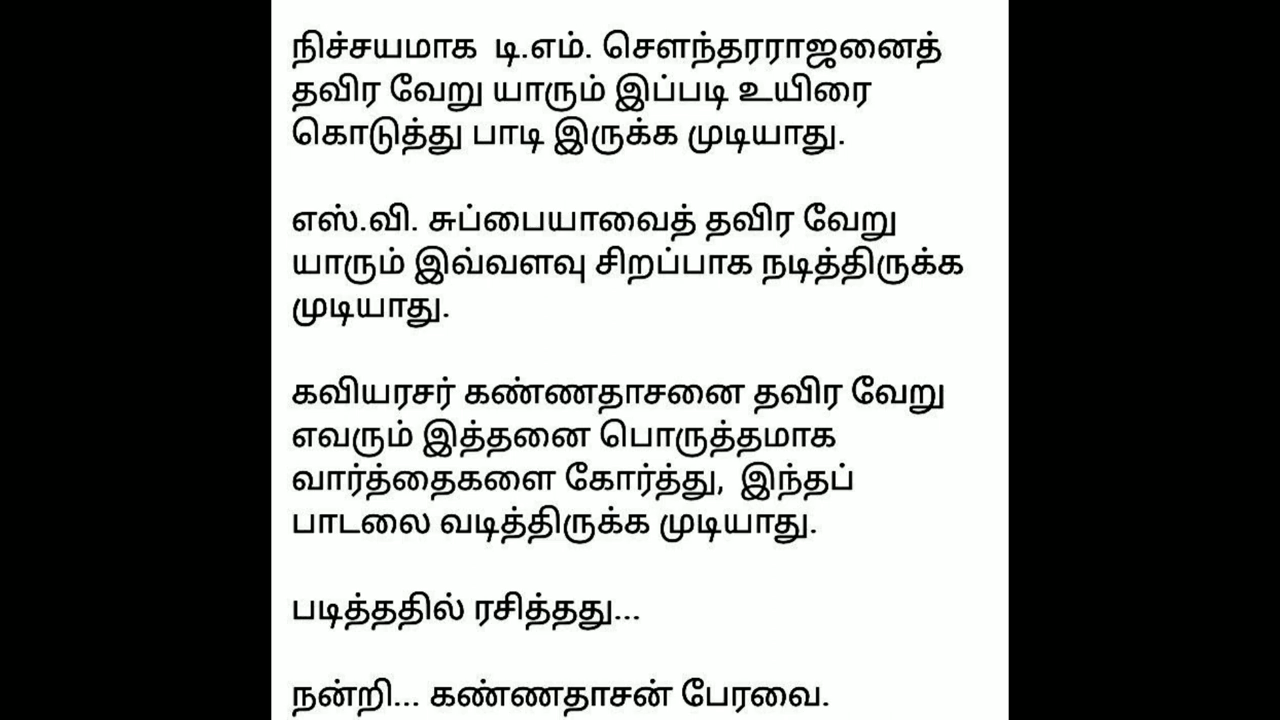 நிச்சயமாக டி.எம். சௌந்தரராஜனைத்
தவிர வேறு யாரும் இப்படி உயிரை
கொடுத்து பாடி இருக்க முடியாது.
எஸ்.வி. சுப்பையாவைத் தவிர வேறு
யாரும் இவ்வளவு சிறப்பாக நடித்திருக்க
முடியாது.
கவியரசர் கண்ணதாசனை தவிர வேறு
எவரும் இத்தனை பொருத்தமாக
வார்த்தைகளை கோர்த்து, இந்தப்
பாடலை வடித்திருக்க முடியாது.
படித்ததில் ரசித்தது...
நன்றி... கண்ணதாசன் பேரவை.